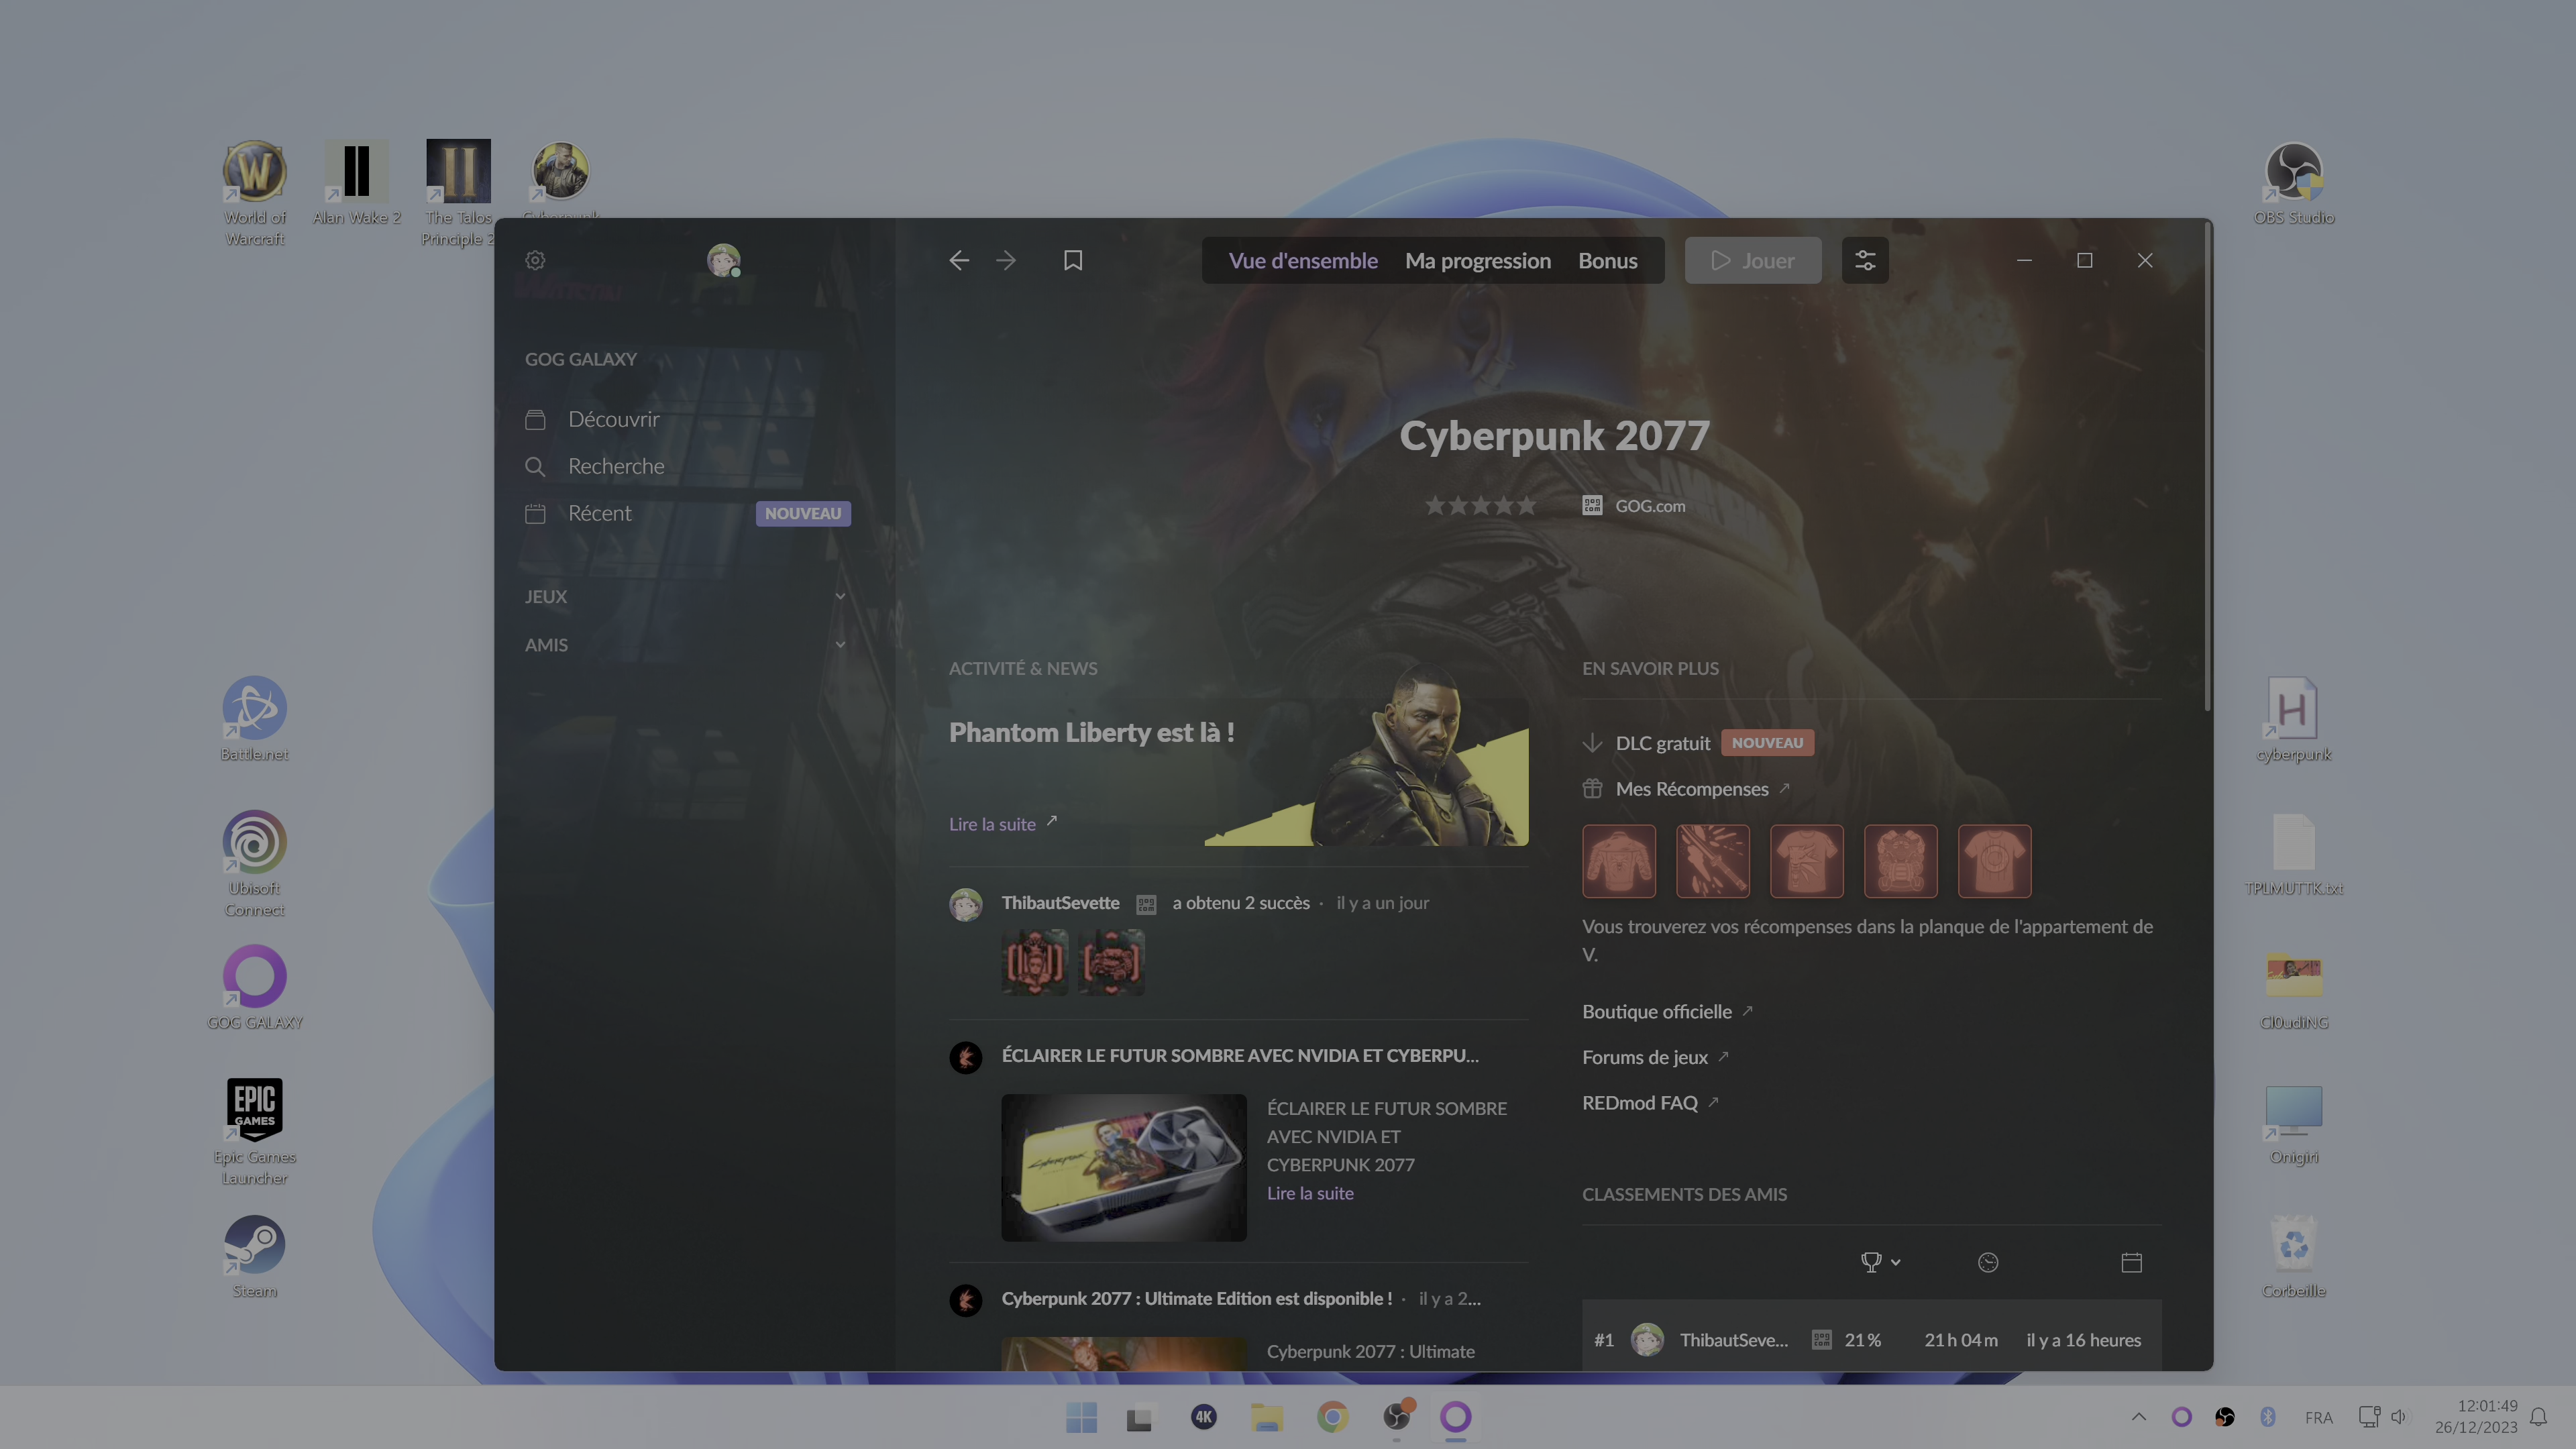 World of
Warcraft
Alan Wake 2
The Talos
Principle 2
OBS Studio
Vue d'ensemble
Ma progression
Bonus
Jouer
GOG GALAXY
Découvrir
Recherche
Récent
NOUVEAU
JEUX
AMIS
Cyberpunk 2077
GOG.com
ACTIVITÉ & NEWS
Phantom Liberty est là !
Lire la suite
ThibautSevette
a obtenu 2 succès · il y a un jour
ÉCLAIRER LE FUTUR SOMBRE AVEC NVIDIA ET CYBERPU...
ÉCLAIRER LE FUTUR SOMBRE
AVEC NVIDIA ET
CYBERPUNK 2077
Lire la suite
Cyberpunk 2077 : Ultimate Edition est disponible ! · il y a 2...
Cyberpunk 2077 : Ultimate
EN SAVOIR PLUS
DLC gratuit
NOUVEAU
Mes Récompenses
Vous trouverez vos récompenses dans la planque de l'appartement de
V.
Boutique officielle
Forums de jeux
REDmod FAQ
CLASSEMENTS DES AMIS
#1 ThibautSeve... 21% 21h 04m il y a 16 heures
Battle.net
Ubisoft
Connect
GOG GALAXY
EPIC
GAMES
Epic Games
Launcher
Steam
cyberpunk
TPLMUTTK.txt
Cl0udiNG
Onigiri
Corbeille
4K
FRA
12:01:49
26/12/2023